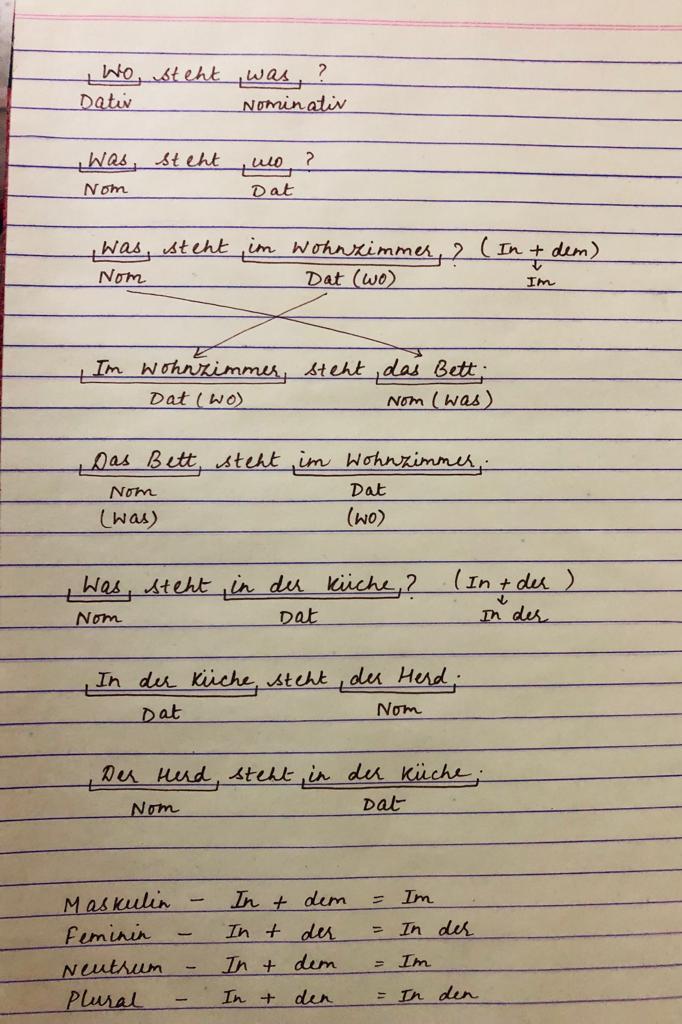 Wo steht was ?
Dativ Nominativ
Was steht wo ?
Nom Dat
Was steht im Wohnzimmer ? (In + dem)
Nom Dat (Wo) Im
Im Wohnzimmer steht das Bett.
Dat (Wo) Nom (Was)
Das Bett steht im Wohnzimmer.
Nom Dat
(Was) (Wo)
Was steht in der Küche ? (In + der)
Nom Dat In der
In der Küche steht der Herd.
Dat Nom
Der Herd steht in der Küche.
Nom Dat
Maskulin - In + dem = Im
Feminin - In + der = In der
Neutrum - In + dem = Im
Plural - In + den = In den